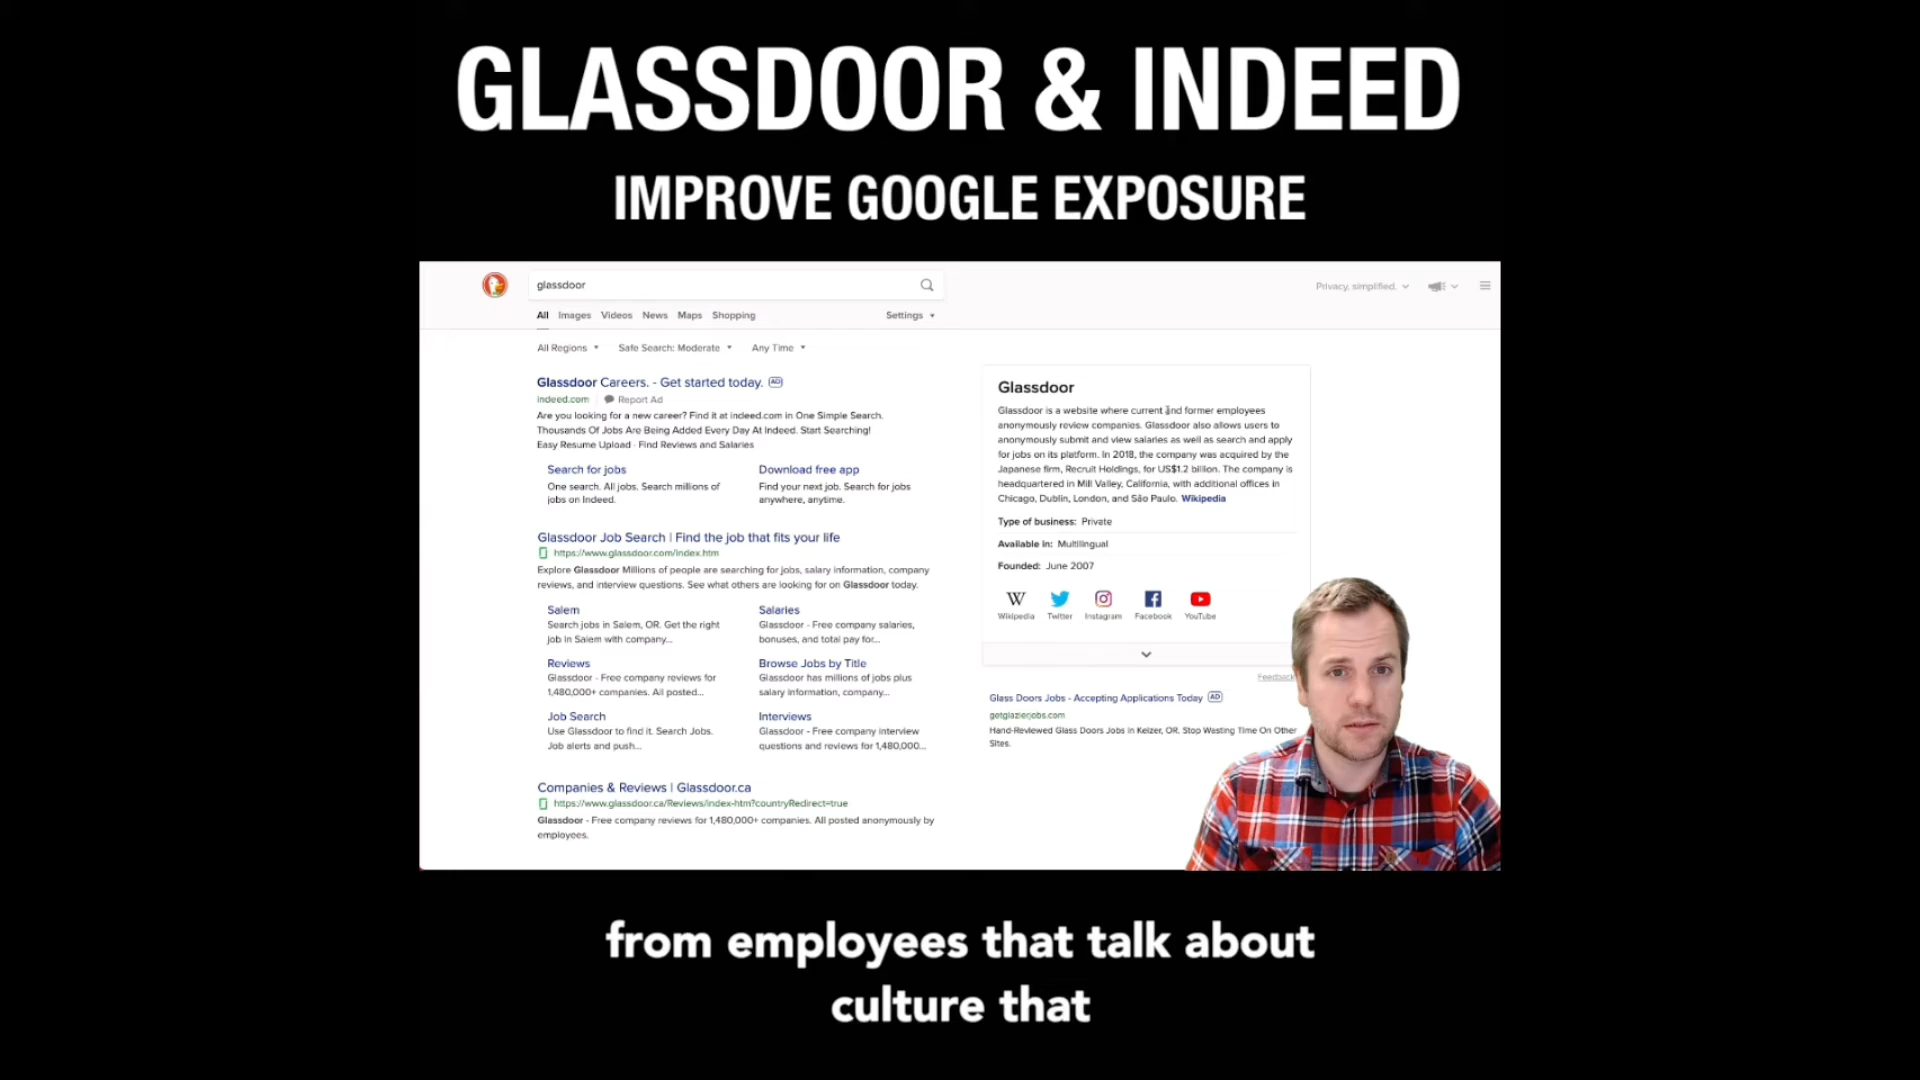 GLASSDOOR & INDEED
IMPROVE GOOGLE EXPOSURE
glassdoor
Privacy, simplified.
All Images Videos News Maps Shopping Settings
All Regions Safe Search: Moderate Any Time
Glassdoor Careers. - Get started today. AD
indeed.com Report Ad
Are you looking for a new career? Find it at indeed.com in One Simple Search.
Thousands Of Jobs Are Being Added Every Day At Indeed. Start Searching!
Easy Resume Upload · Find Reviews and Salaries
Search for jobs
One search. All jobs. Search millions of
jobs on Indeed.
Download free app
Find your next job. Search for jobs
anywhere, anytime.
Glassdoor Job Search | Find the job that fits your life
https://www.glassdoor.com/index.htm
Explore Glassdoor Millions of people are searching for jobs, salary information, company
reviews, and interview questions. See what others are looking for on Glassdoor today.
Salem
Search jobs in Salem, OR. Get the right
job in Salem with company...
Salaries
Glassdoor - Free company salaries,
bonuses, and total pay for...
Reviews
Glassdoor - Free company reviews for
1,480,000+ companies. All posted...
Browse Jobs by Title
Glassdoor has millions of jobs plus
salary information, company...
Job Search
Use Glassdoor to find it. Search Jobs.
Job alerts and push...
Interviews
Glassdoor - Free company interview
questions and reviews for 1,480,000...
Companies & Reviews | Glassdoor.ca
https://www.glassdoor.ca/Reviews/index-htm?countryRedirect=true
Glassdoor - Free company reviews for 1,480,000+ companies. All posted anonymously by
employees.
Glassdoor
Glassdoor is a website where current and former employees
anonymously review companies. Glassdoor also allows users to
anonymously submit and view salaries as well as search and apply
for jobs on its platform. In 2018, the company was acquired by the
Japanese firm, Recruit Holdings, for US$1.2 billion. The company is
headquartered in Mill Valley, California, with additional offices in
Chicago, Dublin, London, and São Paulo. Wikipedia
Type of business: Private
Available in: Multilingual
Founded: June 2007
W
Wikipedia Twitter Instagram Facebook YouTube
Feedback
Glass Doors Jobs - Accepting Applications Today AD
getglazierjobs.com
Hand-Reviewed Glass Doors Jobs in Keizer, OR. Stop Wasting Time On Other
Sites.
from employees that talk about
culture that